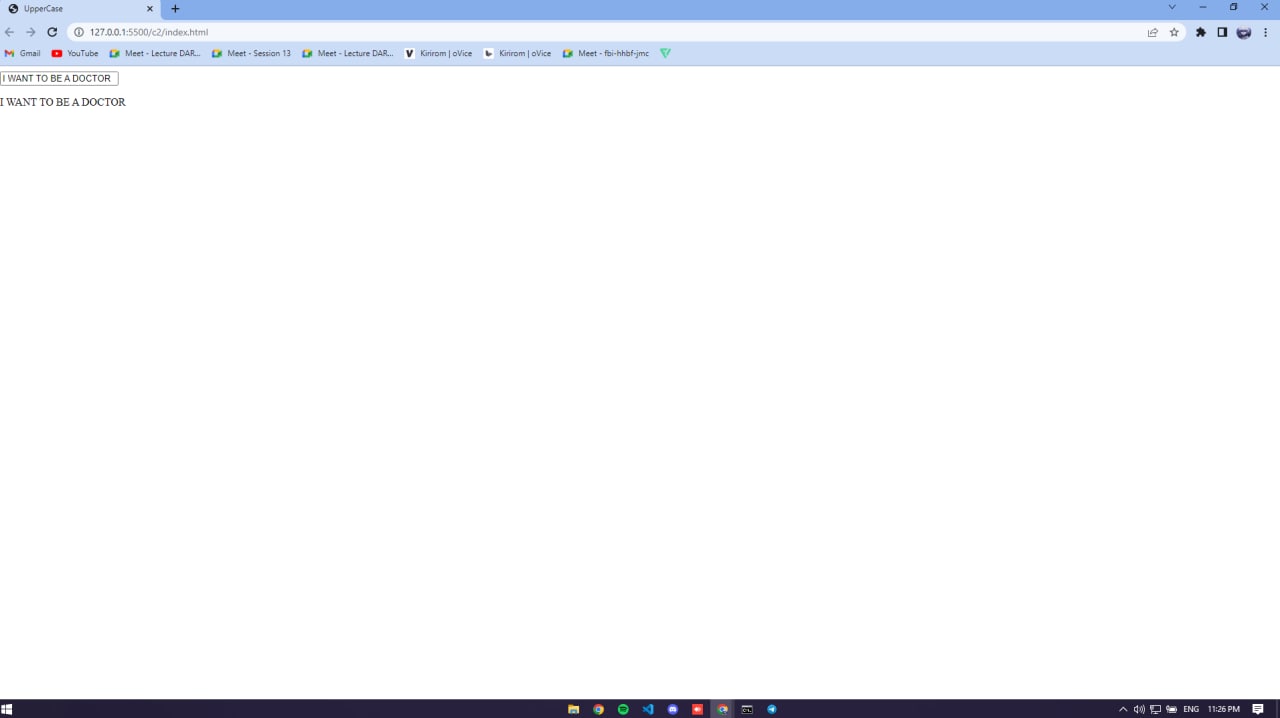 UpperCase
127.0.0.1:5500/c2/index.html
Gmail YouTube Meet - Lecture DAR... Meet - Session 13 Meet - Lecture DAR... Kirirom | oVice Kirirom | oVice Meet - fbi-hhbf-jmc
I WANT TO BE A DOCTOR
I WANT TO BE A DOCTOR
ENG 11:26 PM